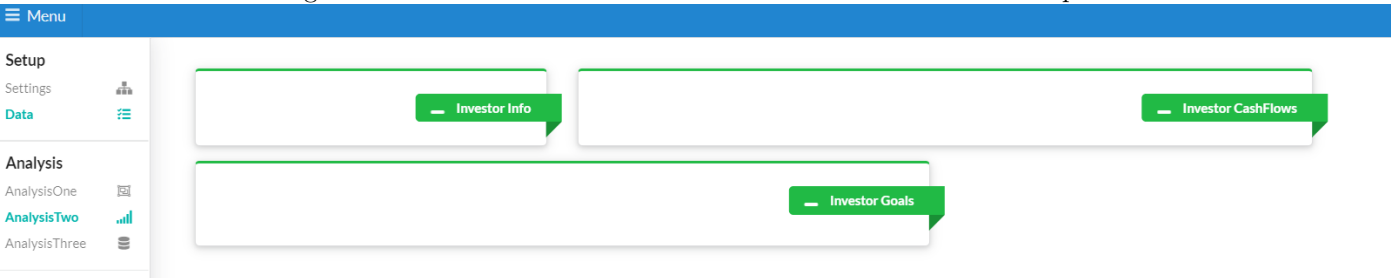 Menu
Setup
Settings
Data
Analysis
AnalysisOne
AnalysisTwo
AnalysisThree
Investor Info
Investor CashFlows
Investor Goals